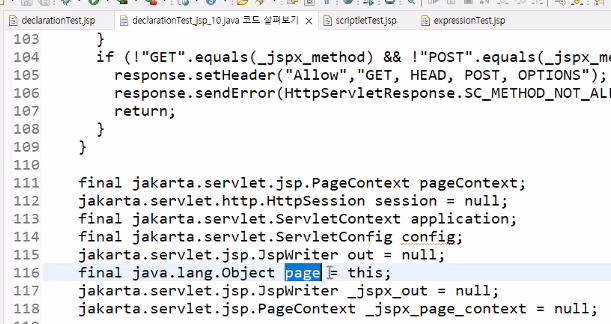 declarationTest.jsp
declarationTest_jsp_10.java 코드 살펴보기
scriptletTest.jsp
expressionTest.jsp
103 }
104 if (!"GET".equals(_jspx_method) && !"POST".equals(_jspx_me
105 response.setHeader("Allow","GET, HEAD, POST, OPTIONS");
106 response.sendError(HttpServletResponse.SC_METHOD_NOT_ALL
107 return;
108 }
109 }
110
111 final jakarta.servlet.jsp.PageContext pageContext;
112 jakarta.servlet.http.HttpSession session = null;
113 final jakarta.servlet.ServletContext application;
114 final jakarta.servlet.ServletConfig config;
115 jakarta.servlet.jsp.JspWriter out = null;
116 final java.lang.Object page = this;
117 jakarta.servlet.jsp.JspWriter _jspx_out = null;
118 jakarta.servlet.jsp.PageContext _jspx_page_context = null;